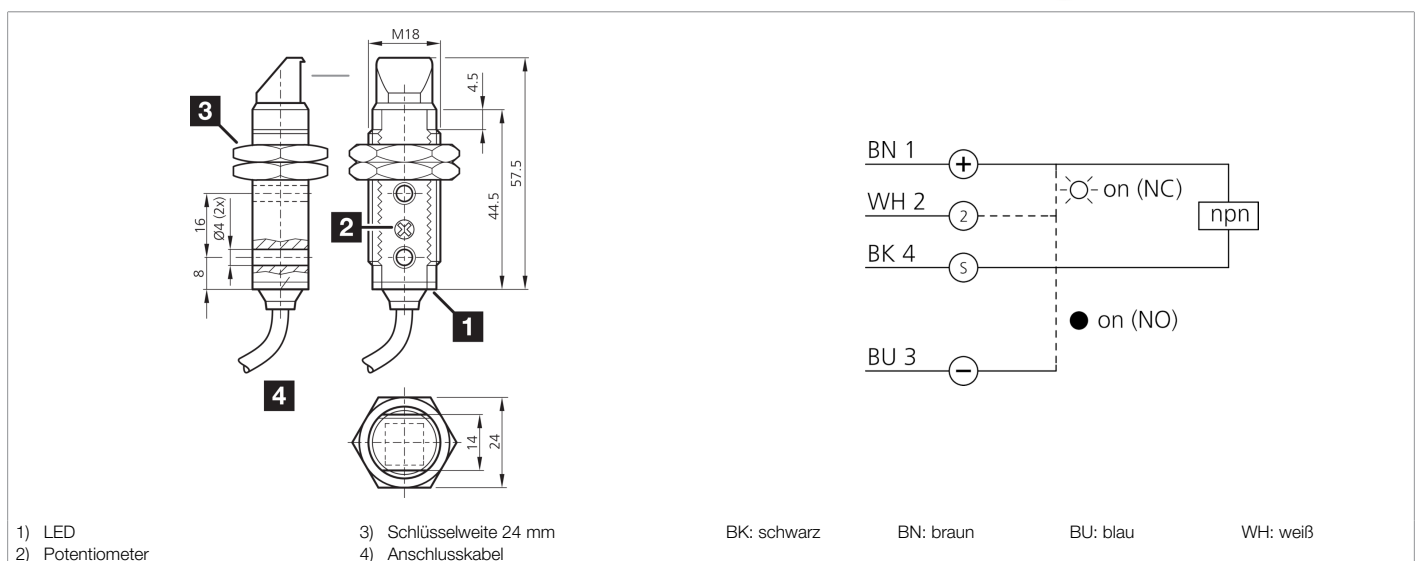 M18
4.5
3
57.5
44.5
16
Ø4 (2x)
2
8
1
4
14
24
BN 1
+
on (NC)
WH 2
2
npn
BK 4
S
on (NO)
BU 3
−
1) LED
2) Potentiometer
3) Schlüsselweite 24 mm
4) Anschlusskabel
BK: schwarz
BN: braun
BU: blau
WH: weiß